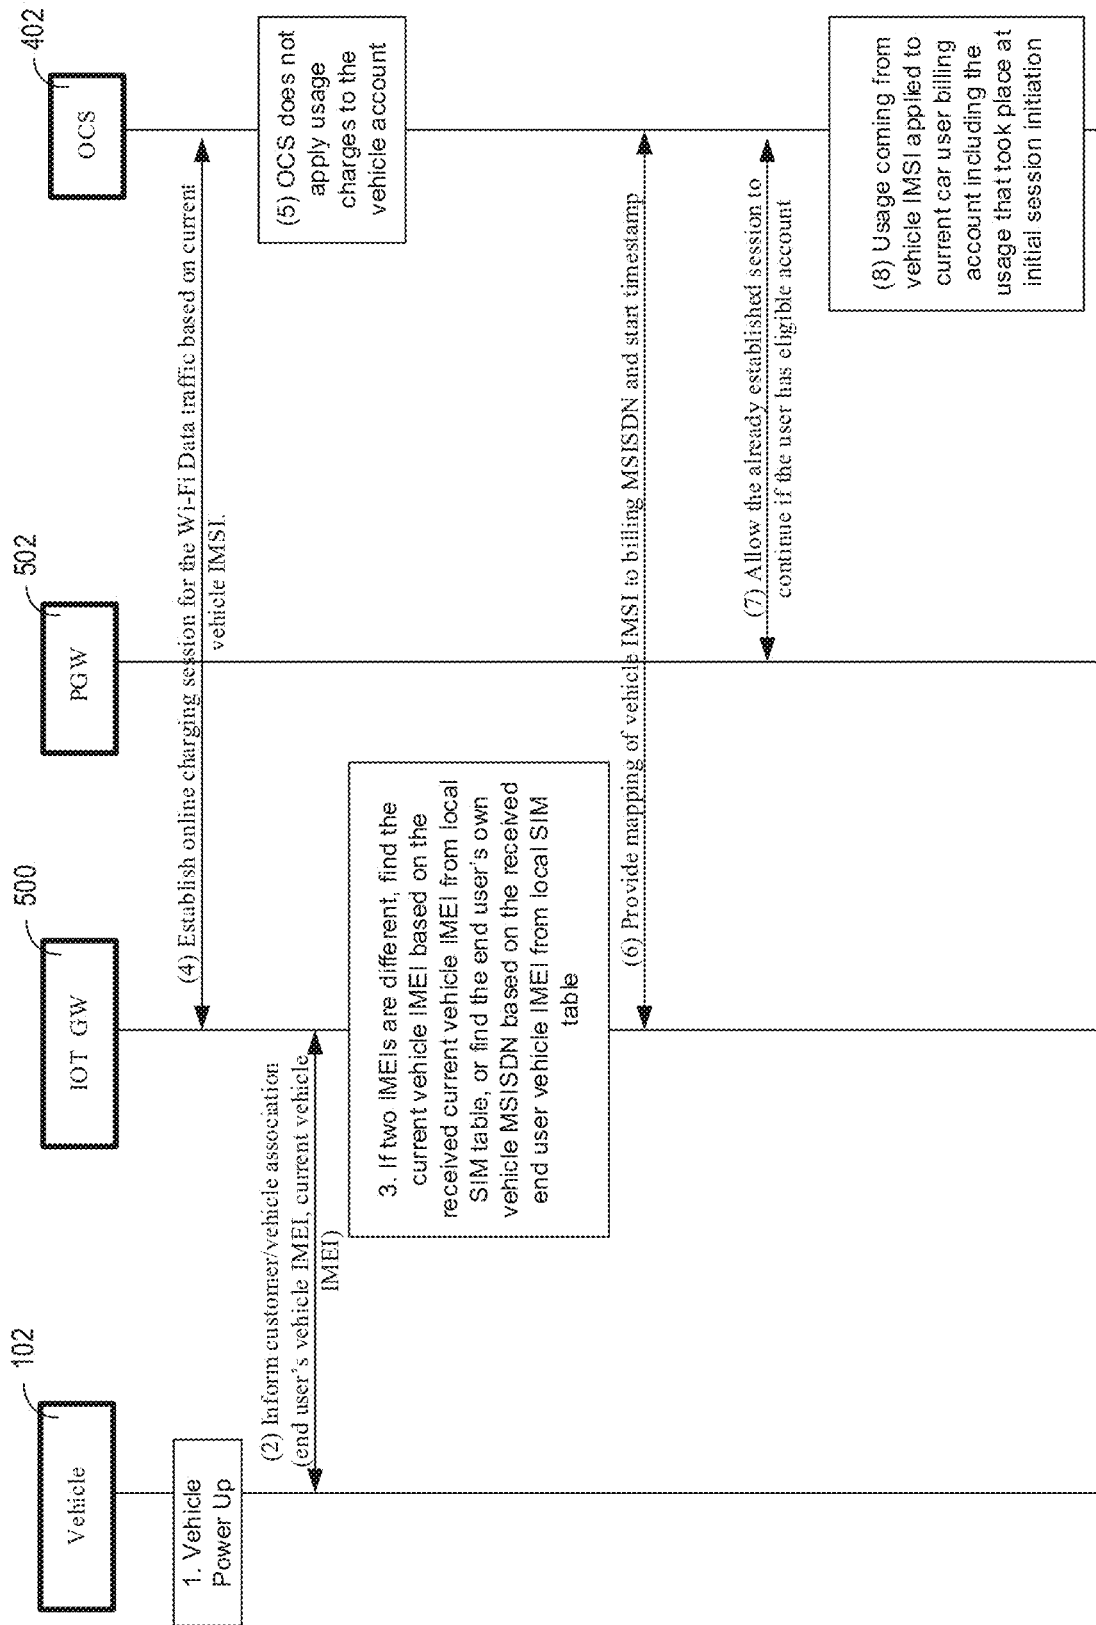 102
Vehicle
500
IOT GW
502
PGW
402
OCS
1. Vehicle
Power Up
(2) Inform customer/vehicle association
(end user's vehicle IMEI, current vehicle
IMEI)
3. If two IMEIs are different, find the
current vehicle IMEI based on the
received current vehicle IMEI from local
SIM table, or find the end user's own
vehicle MSISDN based on the received
end user vehicle IMEI from local SIM
table
(4) Establish online charging session for the Wi-Fi Data traffic based on current
vehicle IMSI.
(5) OCS does not
apply usage
charges to the
vehicle account
(6) Provide mapping of vehicle IMSI to billing MSISDN and start timestamp
(7) Allow the already established session to
continue if the user has eligible account
(8) Usage coming from
vehicle IMSI applied to
current car user billing
account including the
usage that took place at
initial session initiation